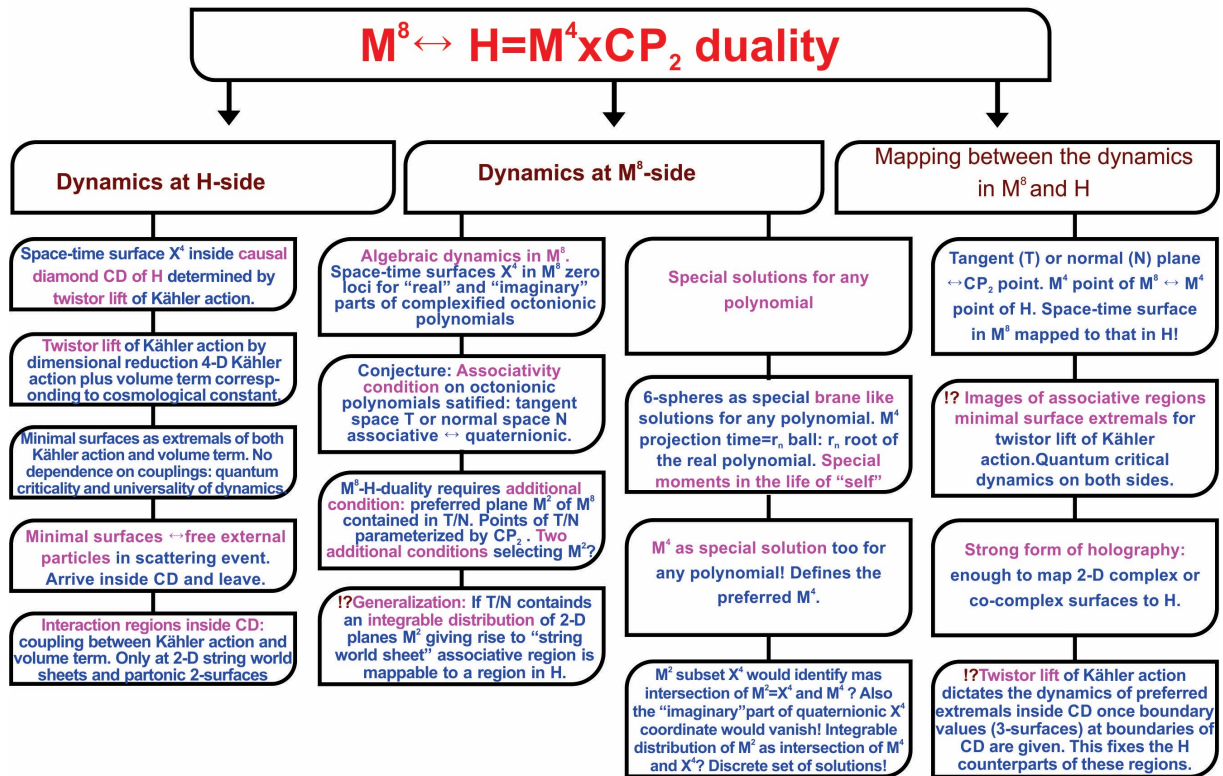 M⁸↔ H=M⁴xCP₂ duality
Dynamics at H-side
Space-time surface X⁴ inside causal
diamond CD of H determined by
twistor lift of Kähler action.
Twistor lift of Kähler action by
dimensional reduction 4-D Kähler
action plus volume term corresp-
onding to cosmological constant.
Minimal surfaces as extremals of both
Kähler action and volume term. No
dependence on couplings: quantum
criticality and universality of dynamics.
Minimal surfaces ↔free external
particles in scattering event.
Arrive inside CD and leave.
Interaction regions inside CD:
coupling between Kähler action and
volume term. Only at 2-D string world
sheets and partonic 2-surfaces
Dynamics at M⁸-side
Algebraic dynamics in M⁸.
Space-time surfaces X⁴ in M⁸ zero
loci for “real” and “imaginary”
parts of complexified octonionic
polynomials
Conjecture: Associativity
condition on octonionic
polynomials satified: tangent
space T or normal space N
associative ↔ quaternionic.
M⁸-H-duality requires additional
condition: preferred plane M² of M⁸
contained in T/N. Points of T/N
parameterized by CP₂ . Two
additional conditions selecting M²?
!?Generalization: If T/N containds
an integrable distribution of 2-D
planes M² giving rise to “string
world sheet” associative region is
mappable to a region in H.
Special solutions for any
polynomial
6-spheres as special brane like
solutions for any polynomial. M⁴
projection time=rₙ ball: rₙ root of
the real polynomial. Special
moments in the life of “self”
M⁴ as special solution too for
any polynomial! Defines the
preferred M⁴.
M² subset X⁴ would identify mas
intersection of M²=X⁴ and M⁴ ? Also
the “imaginary”part of quaternionic X⁴
coordinate would vanish! Integrable
distribution of M² as intersection of M⁴
and X⁴? Discrete set of solutions!
Mapping between the dynamics
in M⁸ and H
Tangent (T) or normal (N) plane
↔CP₂ point. M⁴ point of M⁸ ↔ M⁴
point of H. Space-time surface
in M⁸ mapped to that in H!
!? Images of associative regions
minimal surface extremals for
twistor lift of Kähler
action.Quantum critical
dynamics on both sides.
Strong form of holography:
enough to map 2-D complex or
co-complex surfaces to H.
!?Twistor lift of Kähler action
dictates the dynamics of preferred
extremals inside CD once boundary
values (3-surfaces) at boundaries of
CD are given. This fixes the H
counterparts of these regions.